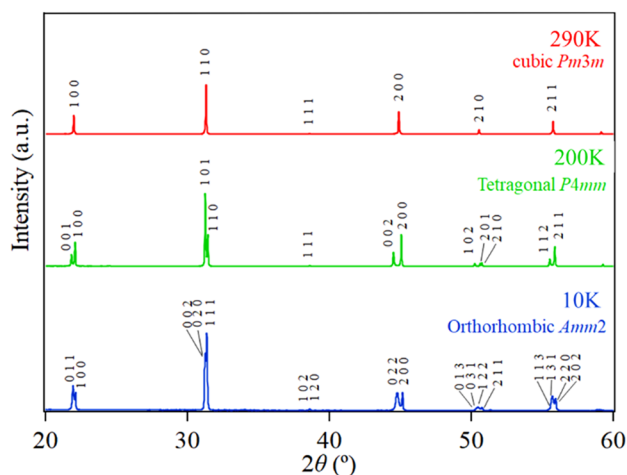 290K
cubic Pm3m
1 0 0
1 1 0
1 1 1
2 0 0
2 1 0
2 1 1
200K
Tetragonal P4mm
0 0 1
1 0 0
1 0 1
1 1 0
1 1 1
0 0 2
2 0 0
1 0 2
2 0 1
2 1 0
1 1 2
2 1 1
10K
Orthorhombic Amm2
0 1 1
1 0 0
0 0 2
0 2 0
1 1 1
1 0 2
1 2 0
0 2 2
2 0 0
0 1 3
0 3 1
1 2 2
2 1 1
1 1 3
1 3 1
2 2 0
2 0 2
Intensity (a.u.)
20 30 40 50 60
2θ (º)